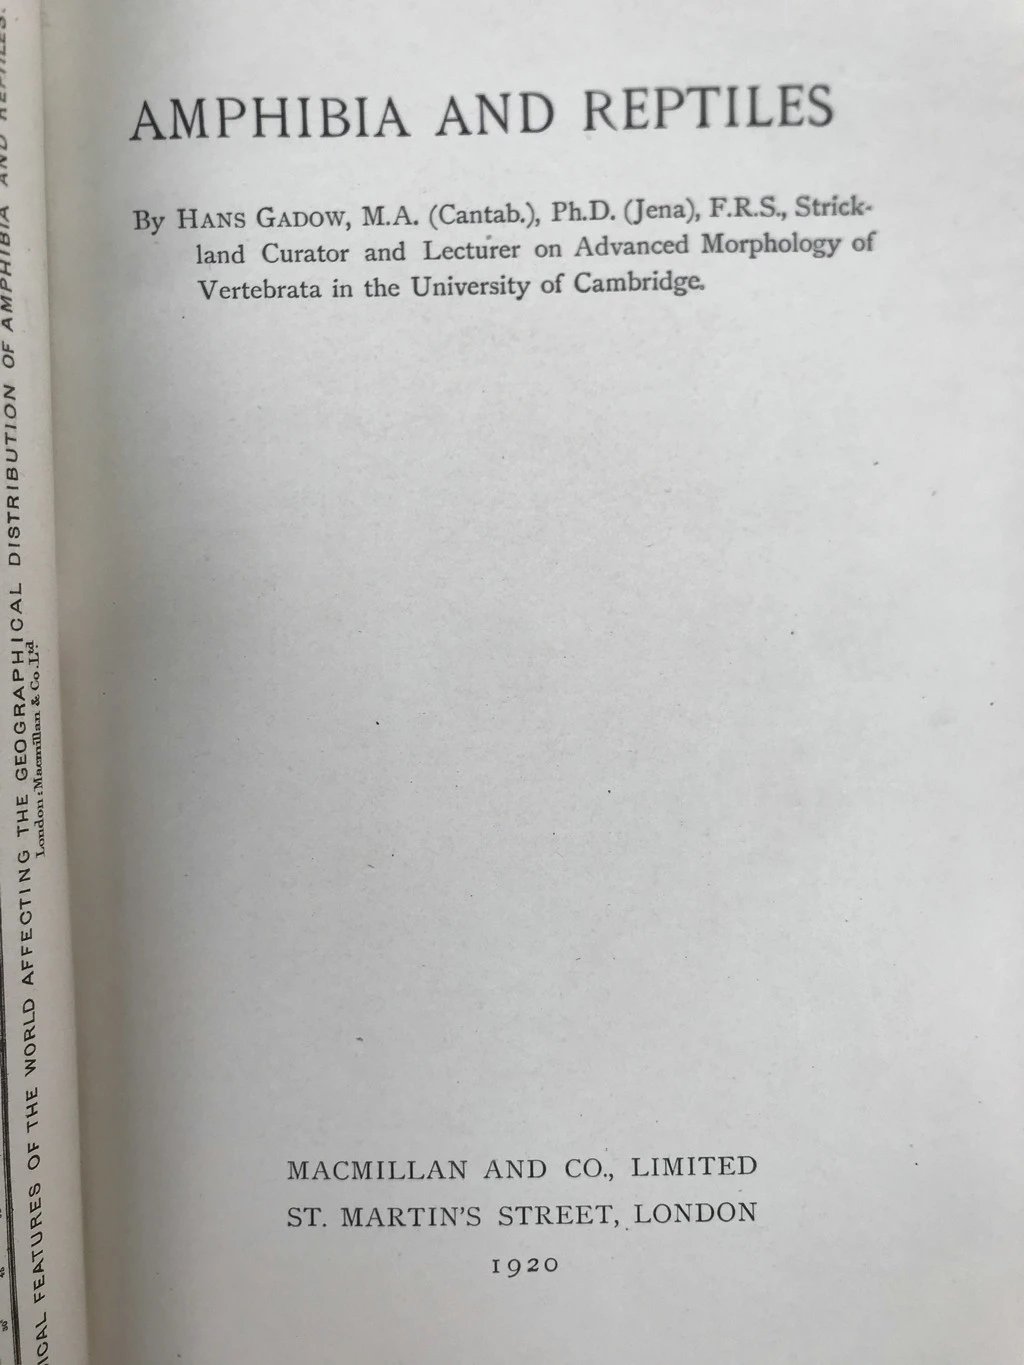 AMPHIBIA AND REPTILES
By HANS GADOW, M.A. (Cantab.), Ph.D. (Jena), F.R.S., Strick-
land Curator and Lecturer on Advanced Morphology of
Vertebrata in the University of Cambridge.
MACMILLAN AND CO., LIMITED
ST. MARTIN'S STREET, LONDON
1920
FEATURES OF THE WORLD AFFECTING THE GEOGRAPHICAL DISTRIBUTION OF AMPHIBIA AND REPTILES.
London: Macmillan & Co. Ltd.